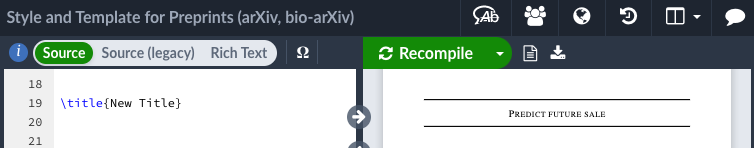 Style and Template for Preprints (arXiv, bio-arXiv)
i Source Source (legacy) Rich Text Ω Recompile
18
19 \title{New Title}
20
21
PREDICT FUTURE SALE